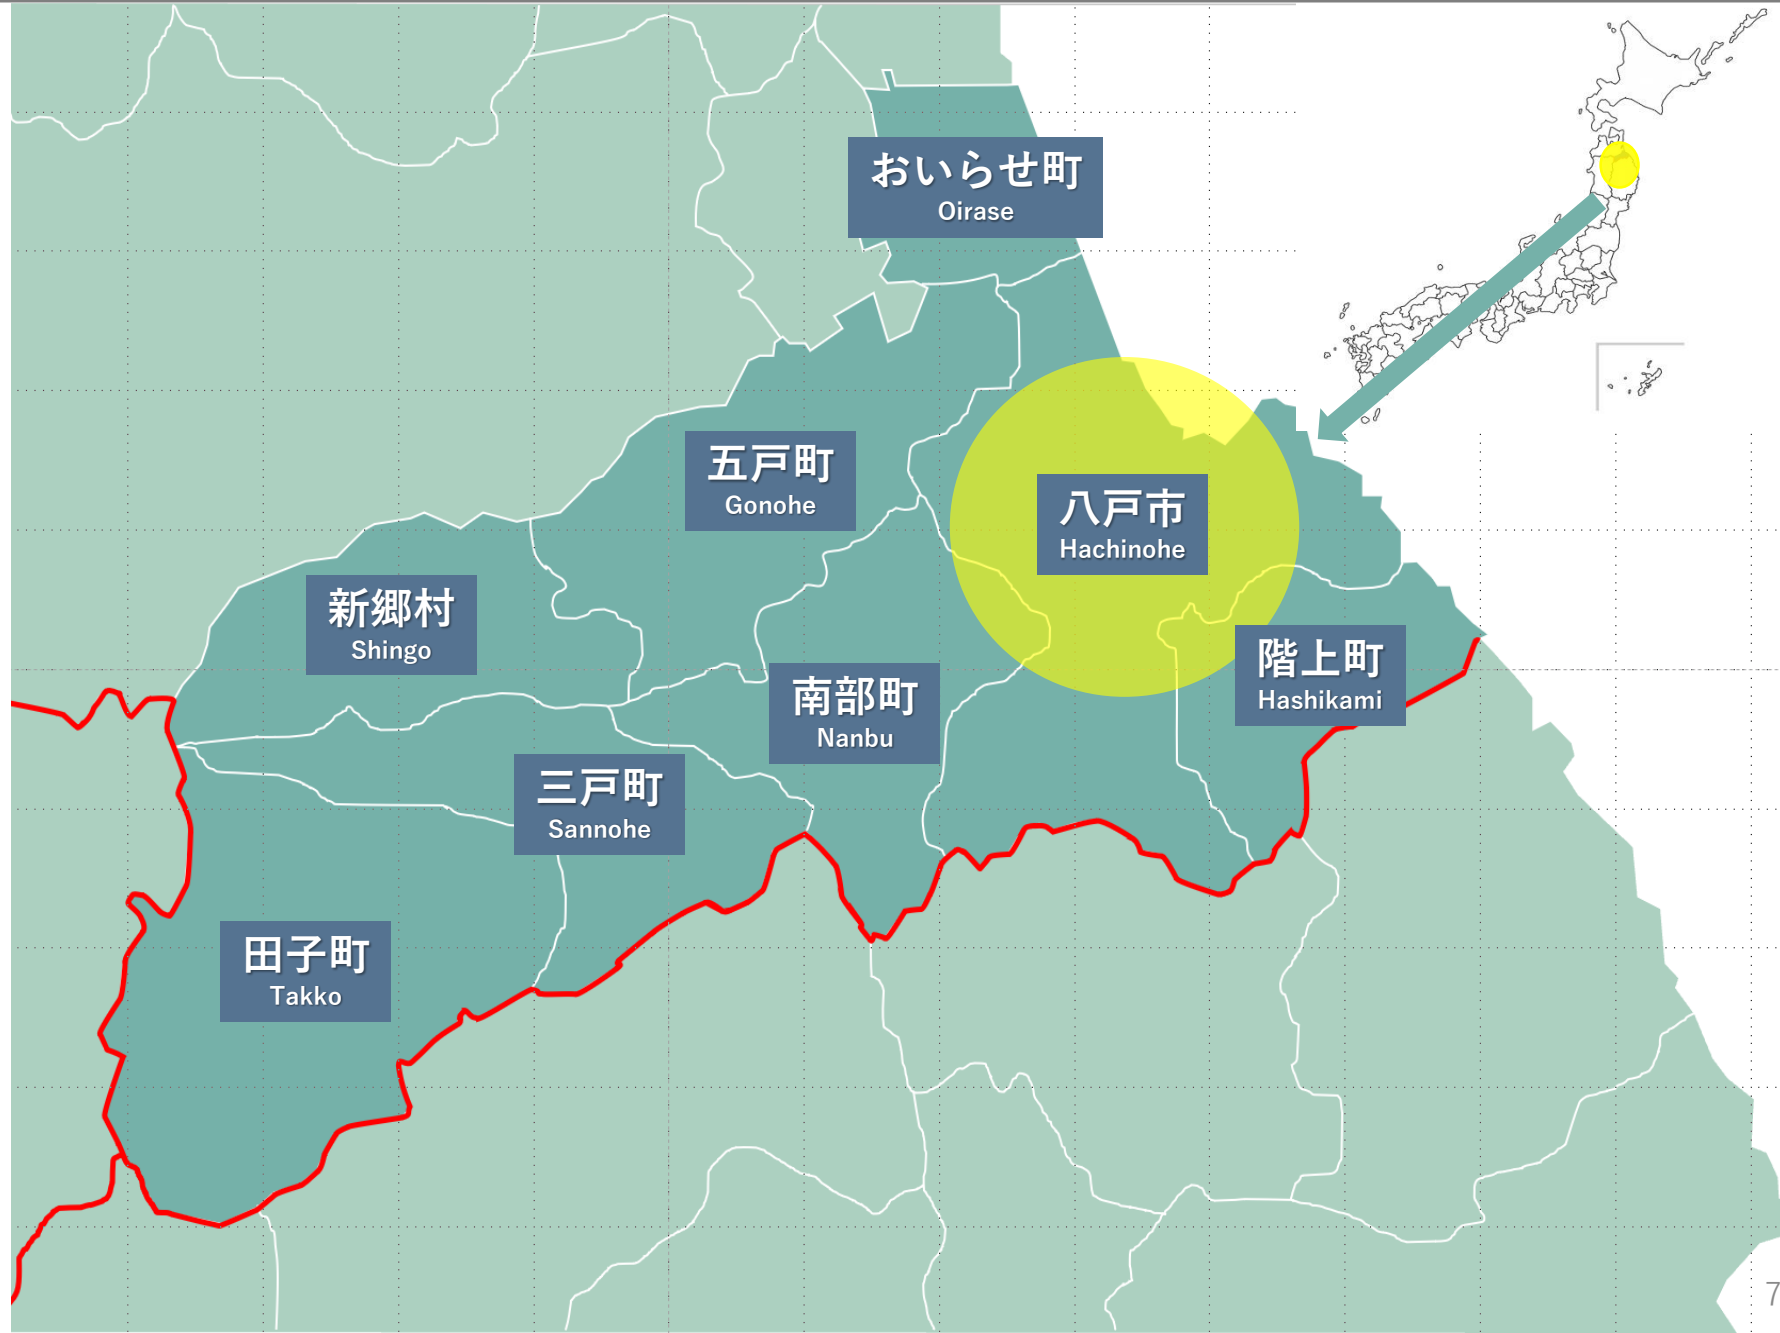 おいらせ町
Oirase
五戸町
Gonohe
八戸市
Hachinohe
新郷村
Shingo
階上町
Hashikami
南部町
Nanbu
三戸町
Sannohe
田子町
Takko
7